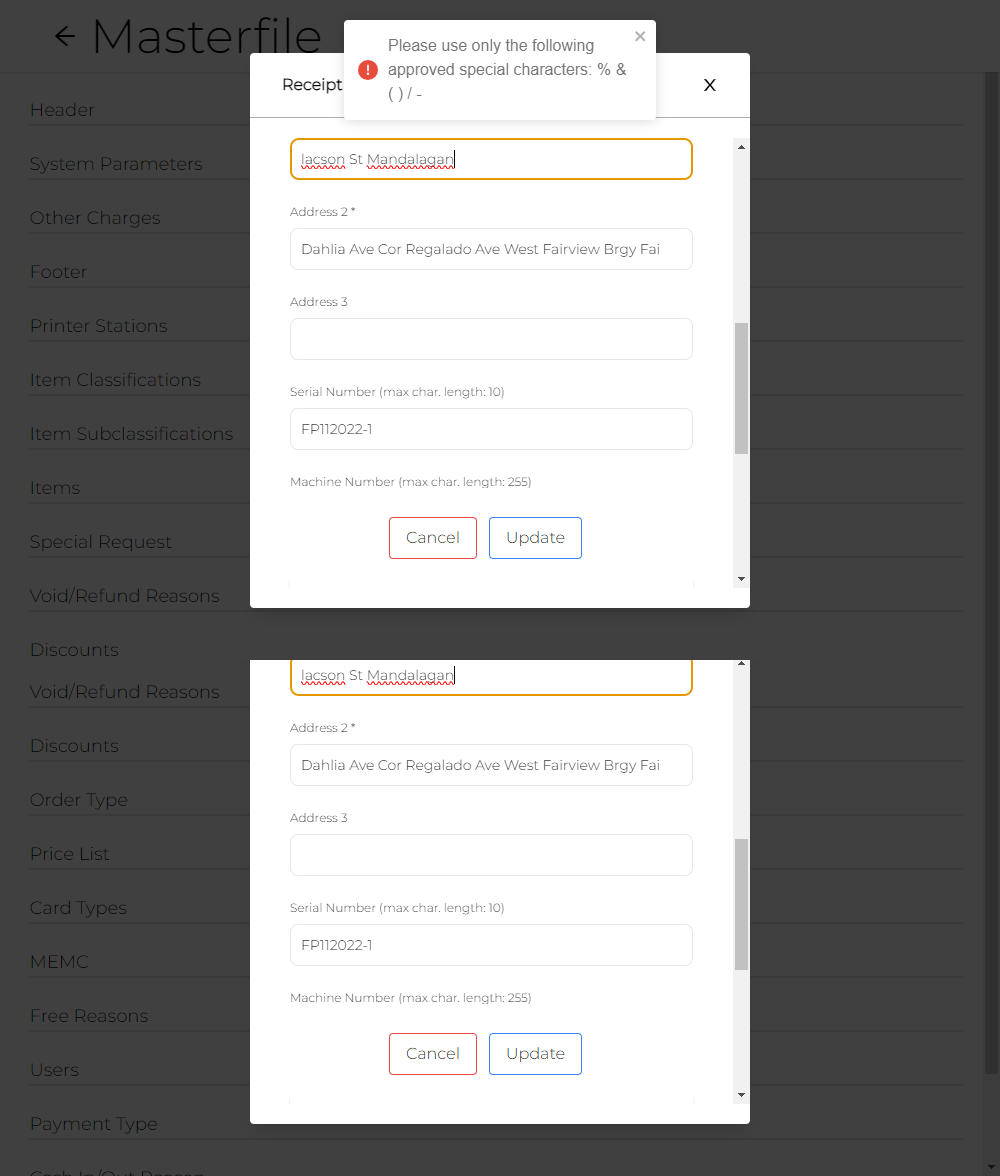 ← Masterfile
Please use only the following
approved special characters: % &
( ) / -
Receipt
X
Header
System Parameters
Other Charges
Footer
Printer Stations
Item Classifications
Item Subclassifications
Items
Special Request
Void/Refund Reasons
Discounts
Void/Refund Reasons
Discounts
Order Type
Price List
Card Types
MEMC
Free Reasons
Users
Payment Type
Cash In/Out Reason
lacson St Mandalagan
Address 2 *
Dahlia Ave Cor Regalado Ave West Fairview Brgy Fai
Address 3
Serial Number (max char. length: 10)
FP112022-1
Machine Number (max char. length: 255)
Cancel Update
lacson St Mandalagan
Address 2 *
Dahlia Ave Cor Regalado Ave West Fairview Brgy Fai
Address 3
Serial Number (max char. length: 10)
FP112022-1
Machine Number (max char. length: 255)
Cancel Update